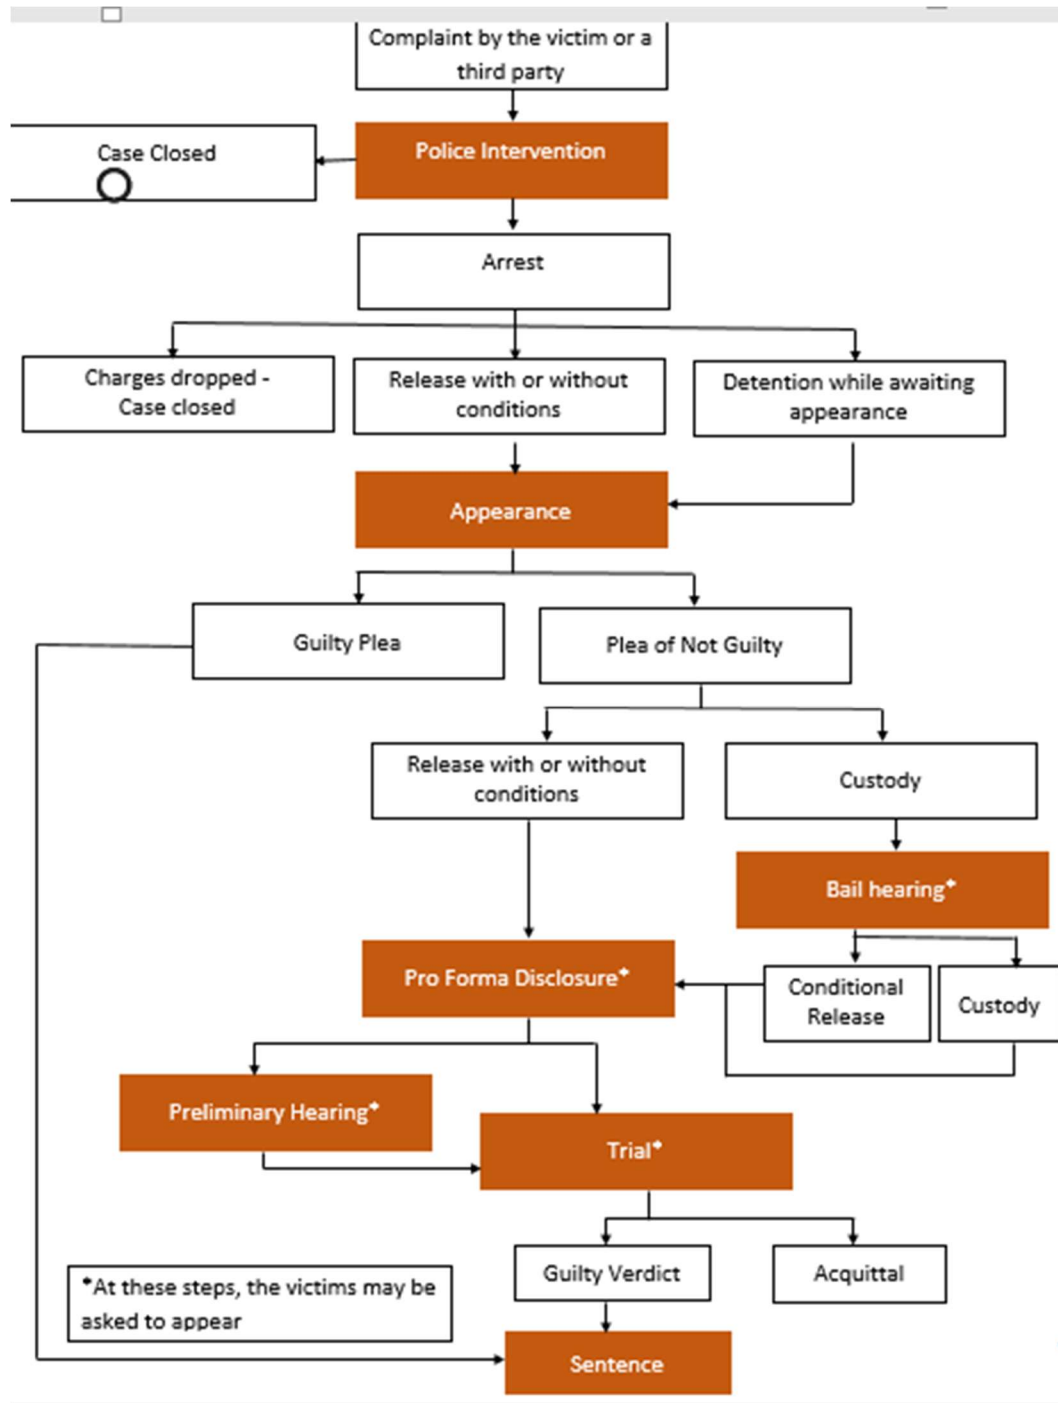 Complaint by the victim or a
third party
Case Closed
Police Intervention
Arrest
Charges dropped -
Case closed
Release with or without
conditions
Detention while awaiting
appearance
Appearance
Guilty Plea
Plea of Not Guilty
Release with or without
conditions
Custody
Bail hearing*
Pro Forma Disclosure*
Conditional
Release
Custody
Preliminary Hearing*
Trial*
Guilty Verdict
Acquittal
*At these steps, the victims may be
asked to appear
Sentence